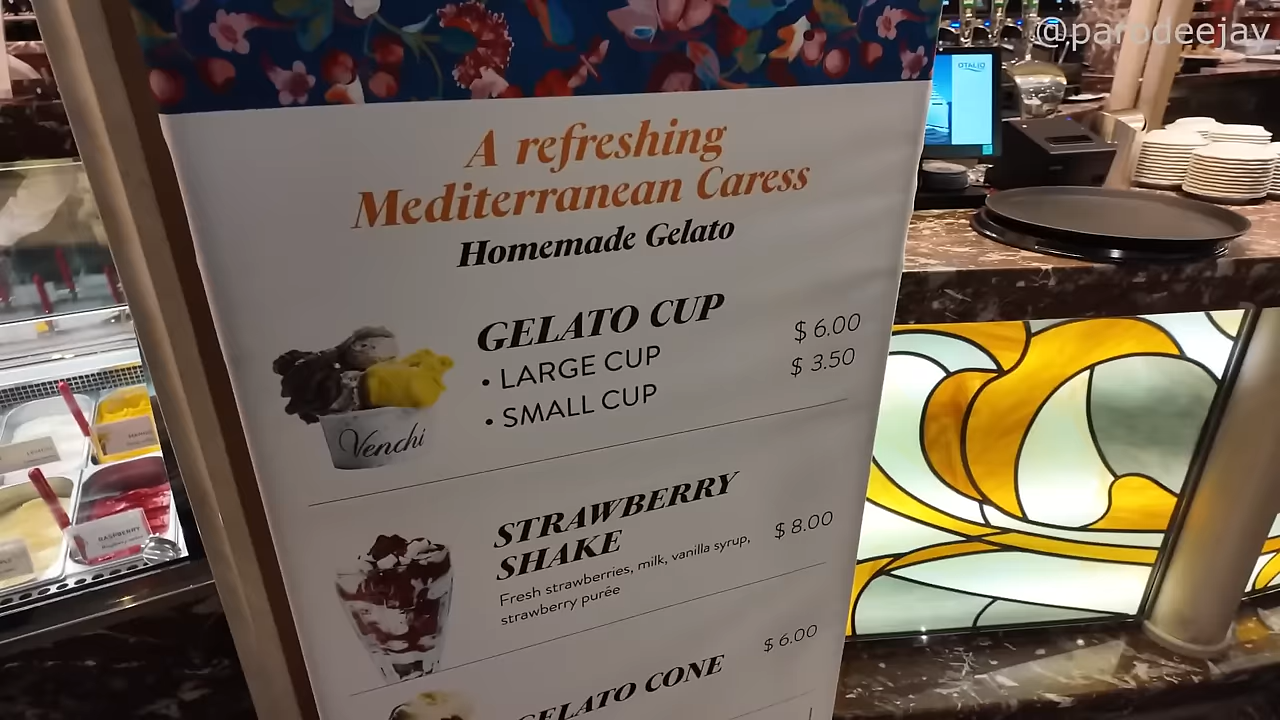 @parodeejay
OTALIO
A refreshing
Mediterranean Caress
Homemade Gelato
GELATO CUP
• LARGE CUP $ 6.00
• SMALL CUP $ 3.50
Venchi
STRAWBERRY
SHAKE $ 8.00
Fresh strawberries, milk, vanilla syrup,
strawberry purée
GELATO CONE $ 6.00
RASPBERRY